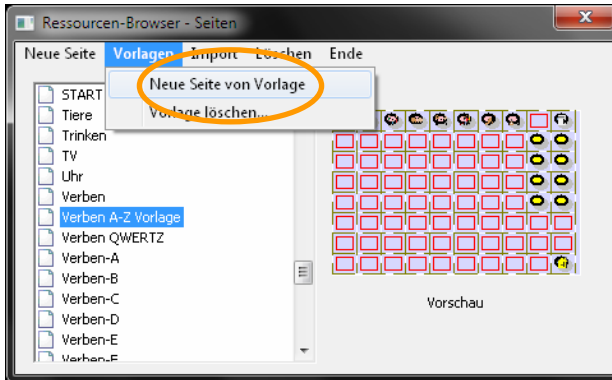 Ressourcen-Browser - Seiten
Neue Seite Vorlagen Import Löschen Ende
Neue Seite von Vorlage
Vorlage löschen...
START
Tiere
Trinken
TV
Uhr
Verben
Verben A-Z Vorlage
Verben QWERTZ
Verben-A
Verben-B
Verben-C
Verben-D
Verben-E
Verben-F
Vorschau